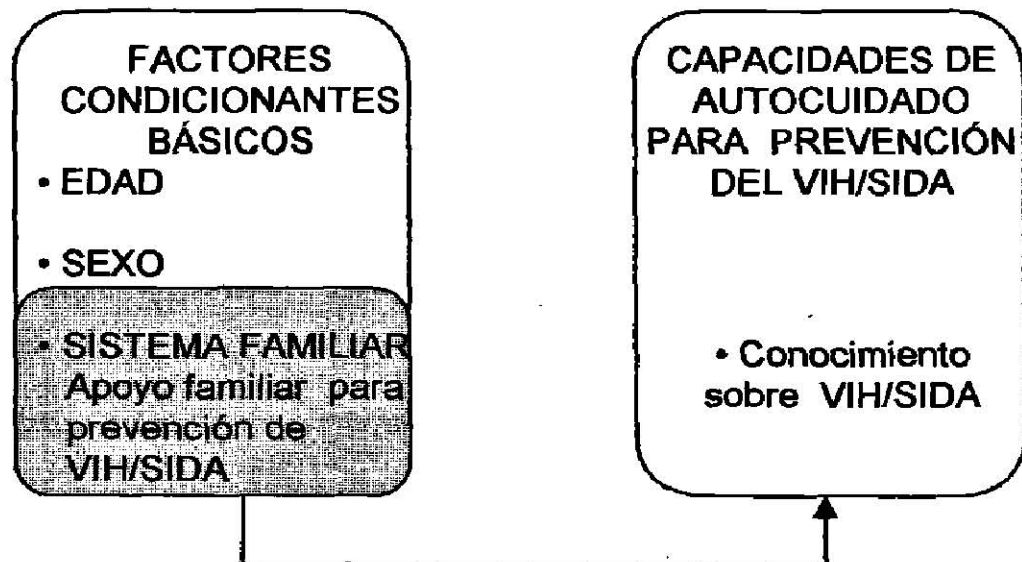 FACTORES
CONDICIONANTES
BÁSICOS
• EDAD
• SEXO
• SISTEMA FAMILIAR
Apoyo familiar para
prevención de
VIH/SIDA
CAPACIDADES DE
AUTOCUIDADO
PARA PREVENCIÓN
DEL VIH/SIDA
• Conocimiento
sobre VIH/SIDA